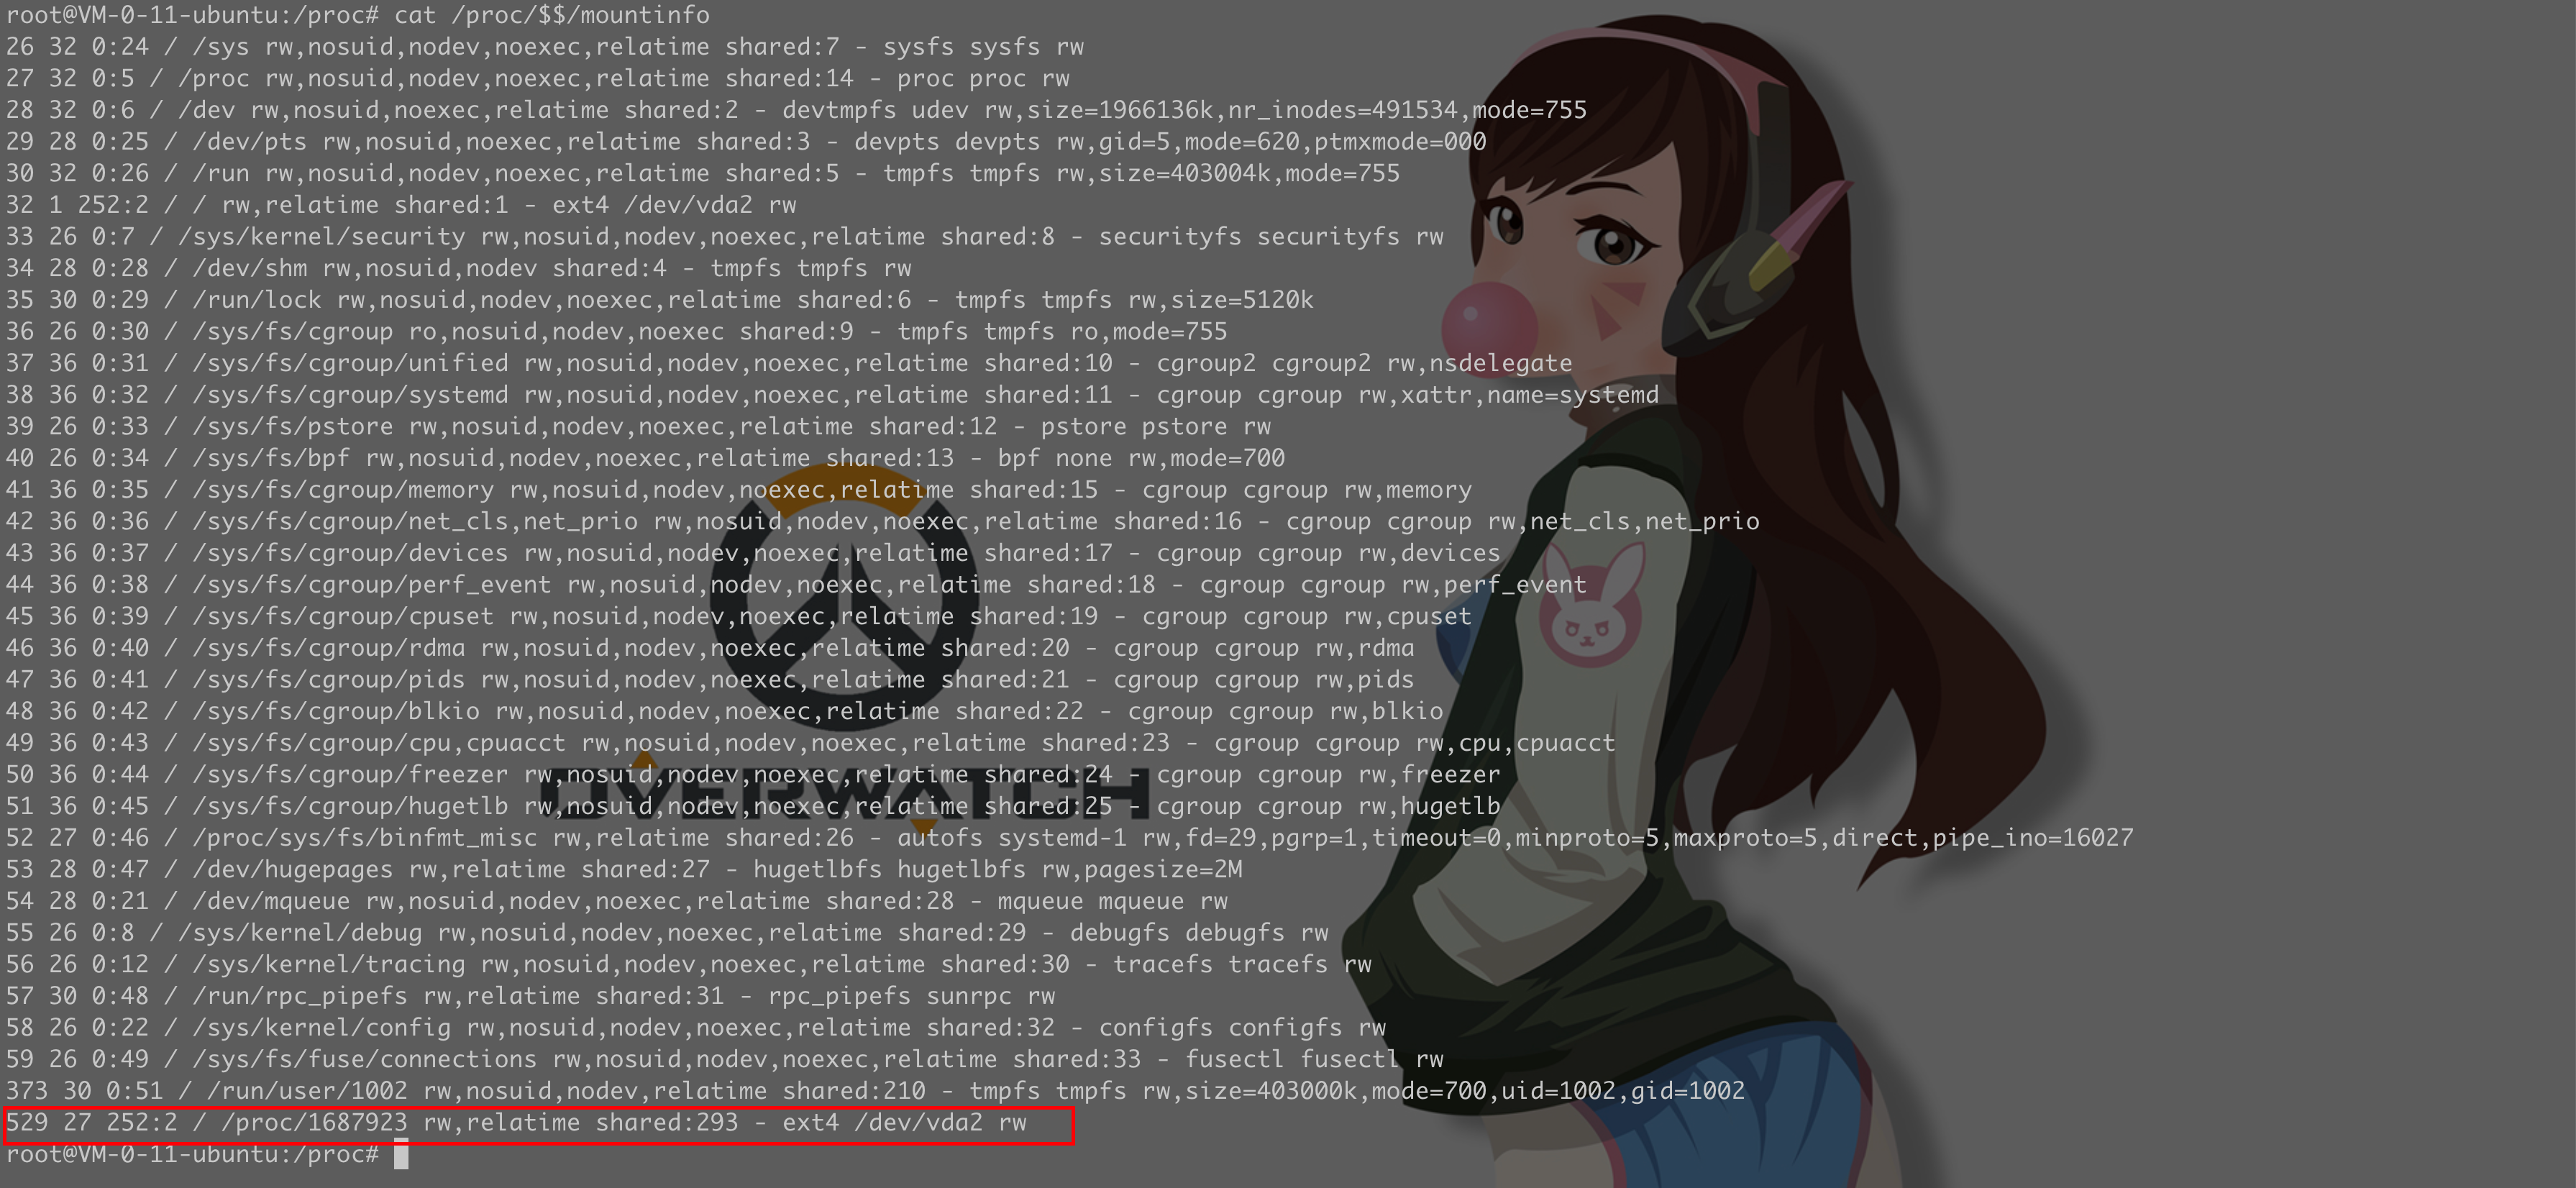 root@VM-0-11-ubuntu:/proc# cat /proc/$$/mountinfo
26 32 0:24 / /sys rw,nosuid,nodev,noexec,relatime shared:7 - sysfs sysfs rw
27 32 0:5 / /proc rw,nosuid,nodev,noexec,relatime shared:14 - proc proc rw
28 32 0:6 / /dev rw,nosuid,noexec,relatime shared:2 - devtmpfs udev rw,size=1966136k,nr_inodes=491534,mode=755
29 28 0:25 / /dev/pts rw,nosuid,noexec,relatime shared:3 - devpts devpts rw,gid=5,mode=620,ptmxmode=000
30 32 0:26 / /run rw,nosuid,nodev,noexec,relatime shared:5 - tmpfs tmpfs rw,size=403004k,mode=755
32 1 252:2 / / rw,relatime shared:1 - ext4 /dev/vda2 rw
33 26 0:7 / /sys/kernel/security rw,nosuid,nodev,noexec,relatime shared:8 - securityfs securityfs rw
34 28 0:28 / /dev/shm rw,nosuid,nodev shared:4 - tmpfs tmpfs rw
35 30 0:29 / /run/lock rw,nosuid,nodev,noexec,relatime shared:6 - tmpfs tmpfs rw,size=5120k
36 26 0:30 / /sys/fs/cgroup ro,nosuid,nodev,noexec shared:9 - tmpfs tmpfs ro,mode=755
37 36 0:31 / /sys/fs/cgroup/unified rw,nosuid,nodev,noexec,relatime shared:10 - cgroup2 cgroup2 rw,nsdelegate
38 36 0:32 / /sys/fs/cgroup/systemd rw,nosuid,nodev,noexec,relatime shared:11 - cgroup cgroup rw,xattr,name=systemd
39 26 0:33 / /sys/fs/pstore rw,nosuid,nodev,noexec,relatime shared:12 - pstore pstore rw
40 26 0:34 / /sys/fs/bpf rw,nosuid,nodev,noexec,relatime shared:13 - bpf none rw,mode=700
41 36 0:35 / /sys/fs/cgroup/memory rw,nosuid,nodev,noexec,relatime shared:15 - cgroup cgroup rw,memory
42 36 0:36 / /sys/fs/cgroup/net_cls,net_prio rw,nosuid,nodev,noexec,relatime shared:16 - cgroup cgroup rw,net_cls,net_prio
43 36 0:37 / /sys/fs/cgroup/devices rw,nosuid,nodev,noexec,relatime shared:17 - cgroup cgroup rw,devices
44 36 0:38 / /sys/fs/cgroup/perf_event rw,nosuid,nodev,noexec,relatime shared:18 - cgroup cgroup rw,perf_event
45 36 0:39 / /sys/fs/cgroup/cpuset rw,nosuid,nodev,noexec,relatime shared:19 - cgroup cgroup rw,cpuset
46 36 0:40 / /sys/fs/cgroup/rdma rw,nosuid,nodev,noexec,relatime shared:20 - cgroup cgroup rw,rdma
47 36 0:41 / /sys/fs/cgroup/pids rw,nosuid,nodev,noexec,relatime shared:21 - cgroup cgroup rw,pids
48 36 0:42 / /sys/fs/cgroup/blkio rw,nosuid,nodev,noexec,relatime shared:22 - cgroup cgroup rw,blkio
49 36 0:43 / /sys/fs/cgroup/cpu,cpuacct rw,nosuid,nodev,noexec,relatime shared:23 - cgroup cgroup rw,cpu,cpuacct
50 36 0:44 / /sys/fs/cgroup/freezer rw,nosuid,nodev,noexec,relatime shared:24 - cgroup cgroup rw,freezer
OVERWATCH
51 36 0:45 / /sys/fs/cgroup/hugetlb rw,nosuid,nodev,noexec,relatime shared:25 - cgroup cgroup rw,hugetlb
52 27 0:46 / /proc/sys/fs/binfmt_misc rw,relatime shared:26 - autofs systemd-1 rw,fd=29,pgrp=1,timeout=0,minproto=5,maxproto=5,direct,pipe_ino=16027
53 28 0:47 / /dev/hugepages rw,relatime shared:27 - hugetlbfs hugetlbfs rw,pagesize=2M
54 28 0:21 / /dev/mqueue rw,nosuid,nodev,noexec,relatime shared:28 - mqueue mqueue rw
55 26 0:8 / /sys/kernel/debug rw,nosuid,nodev,noexec,relatime shared:29 - debugfs debugfs rw
56 26 0:12 / /sys/kernel/tracing rw,nosuid,nodev,noexec,relatime shared:30 - tracefs tracefs rw
57 30 0:48 / /run/rpc_pipefs rw,relatime shared:31 - rpc_pipefs sunrpc rw
58 26 0:22 / /sys/kernel/config rw,nosuid,nodev,noexec,relatime shared:32 - configfs configfs rw
59 26 0:49 / /sys/fs/fuse/connections rw,nosuid,nodev,noexec,relatime shared:33 - fusectl fusectl rw
373 30 0:51 / /run/user/1002 rw,nosuid,nodev,relatime shared:210 - tmpfs tmpfs rw,size=403000k,mode=700,uid=1002,gid=1002
529 27 252:2 / /proc/1687923 rw,relatime shared:293 - ext4 /dev/vda2 rw
root@VM-0-11-ubuntu:/proc#